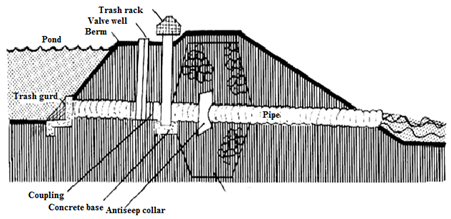 Trash rack
Valve well
Berm
Pond
Trash gurd
Pipe
Coupling
Concrete base
Antiseep collar